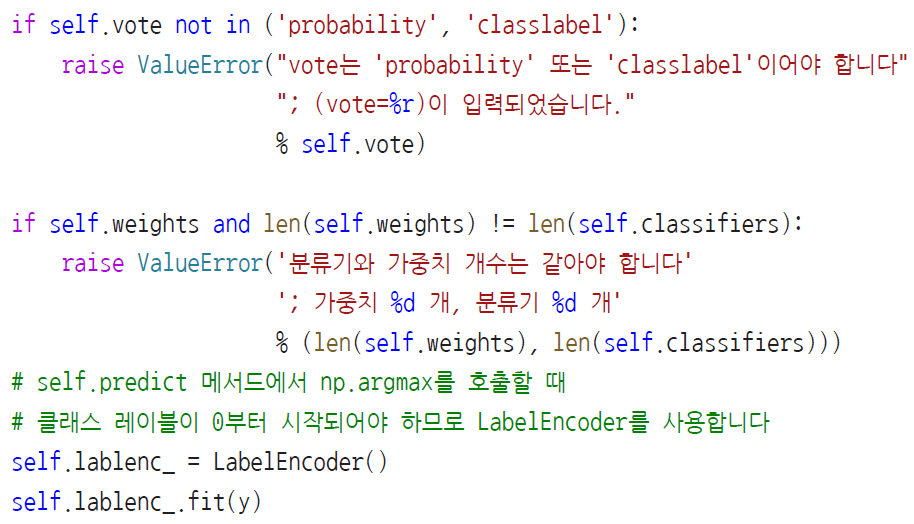 if self.vote not in ('probability', 'classlabel'):
    raise ValueError("vote는 'probability' 또는 'classlabel'이어야 합니다"
                     "; (vote=%r)이 입력되었습니다."
                     % self.vote)

if self.weights and len(self.weights) != len(self.classifiers):
    raise ValueError('분류기와 가중치 개수는 같아야 합니다'
                     '; 가중치 %d 개, 분류기 %d 개'
                     % (len(self.weights), len(self.classifiers)))
# self.predict 메서드에서 np.argmax를 호출할 때
# 클래스 레이블이 0부터 시작되어야 하므로 LabelEncoder를 사용합니다
self.lablenc_ = LabelEncoder()
self.lablenc_.fit(y)